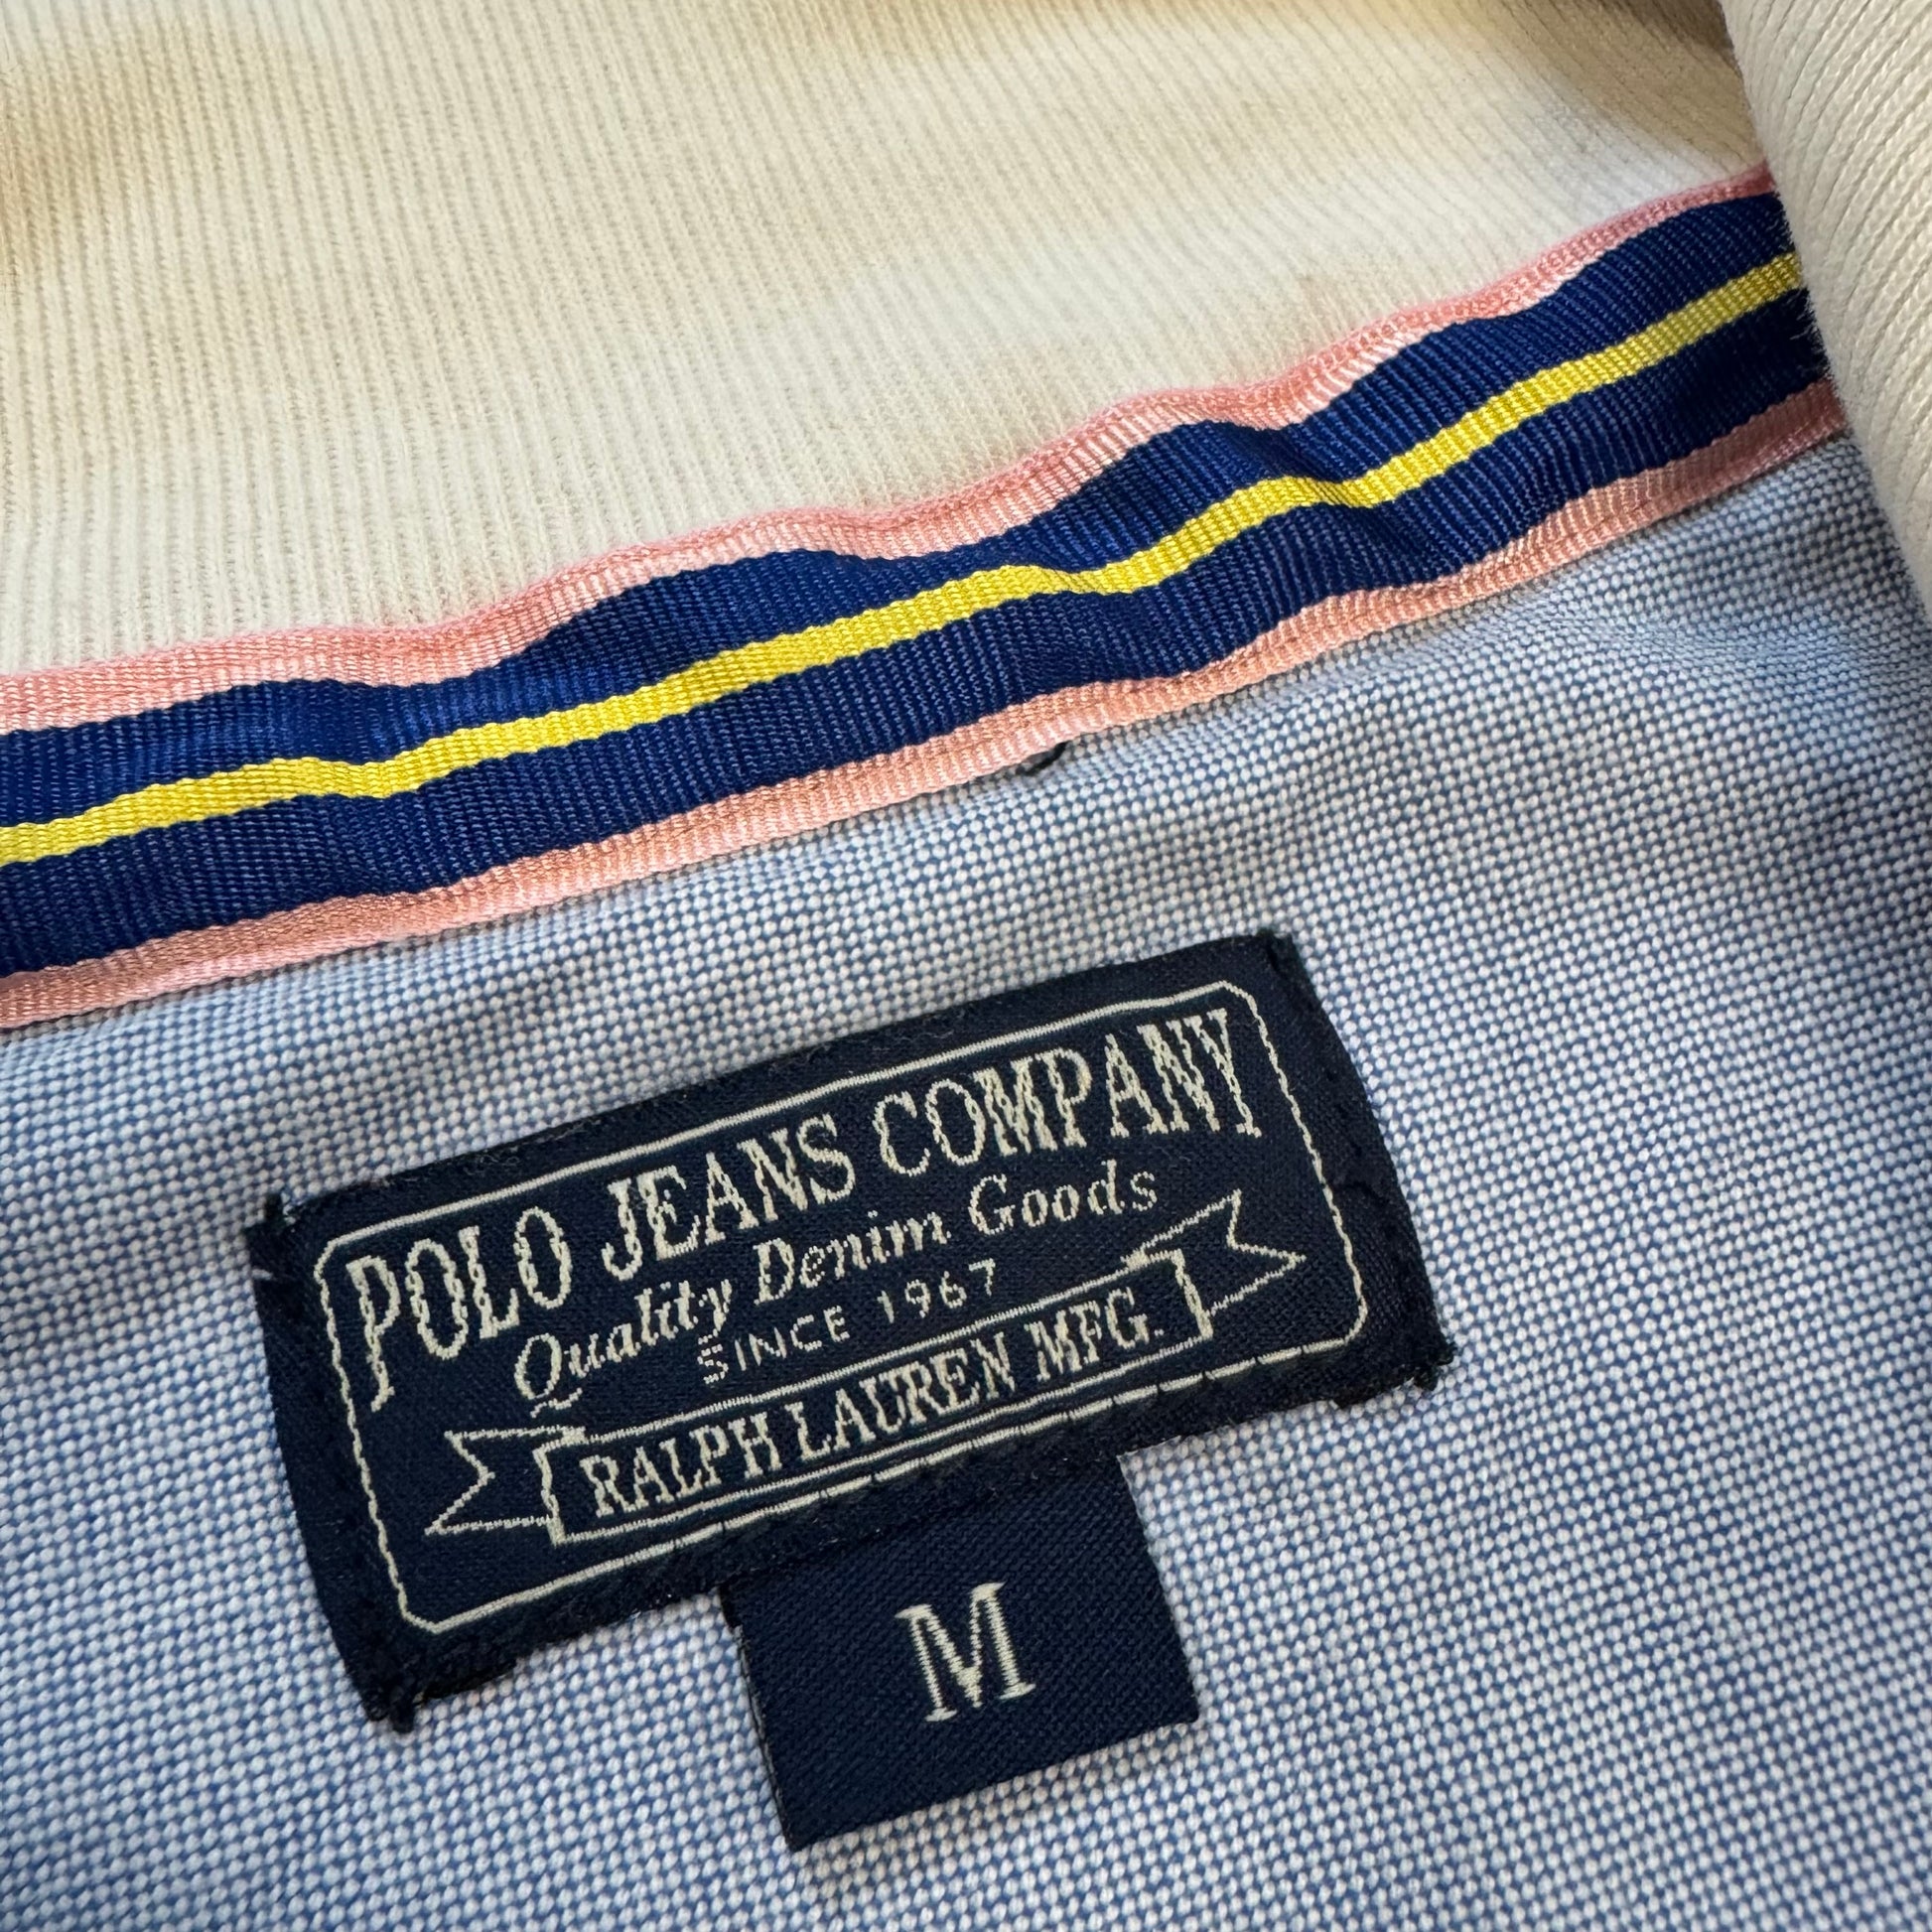 POLO JEANS COMPANY
Quality Denim Goods
SINCE 1967
RALPH LAUREN MFG.
M